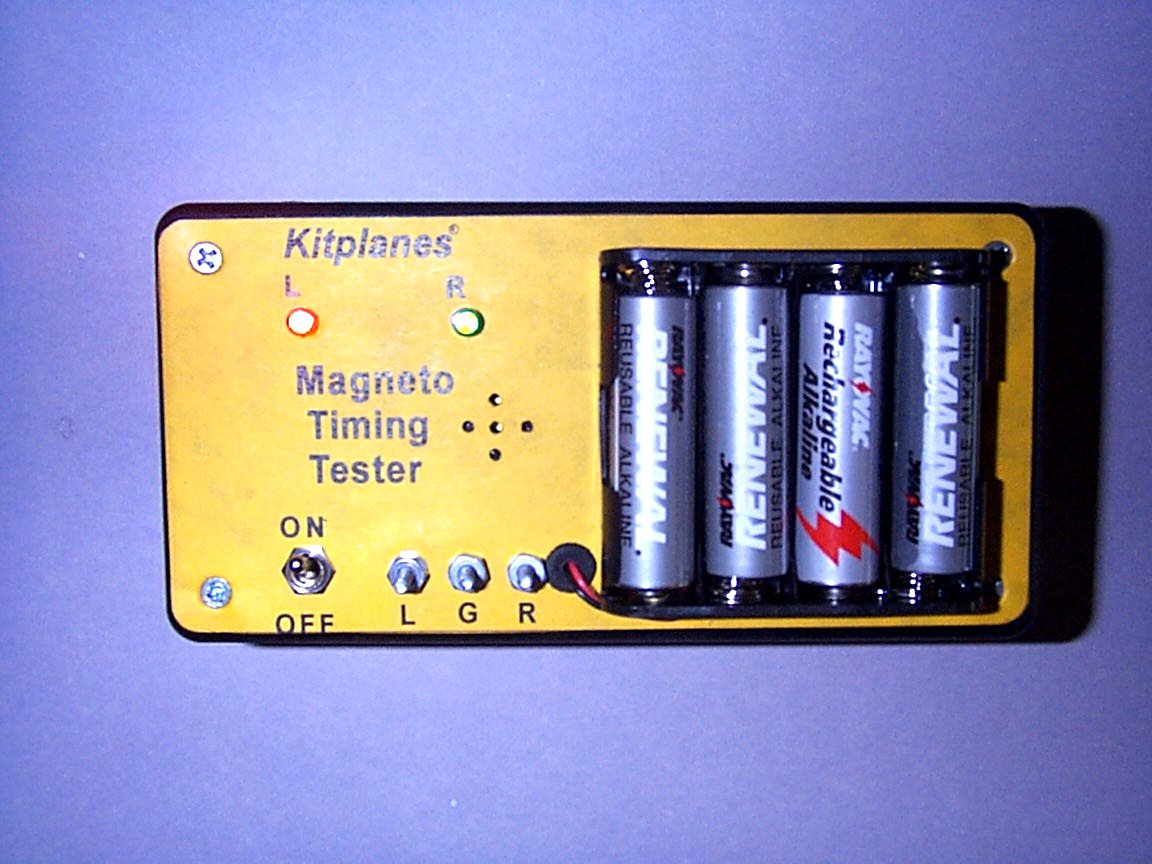 Kitplanes®
L R
Magneto
Timing
Tester
ON
OFF
L G R
RAYOVAC
RENEWAL
REUSABLE ALKALINE
RAYOVAC
RENEWAL
REUSABLE ALKALINE
RAYOVAC
Rechargeable
Alkaline
RAYOVAC
RENEWAL
REUSABLE ALKALINE